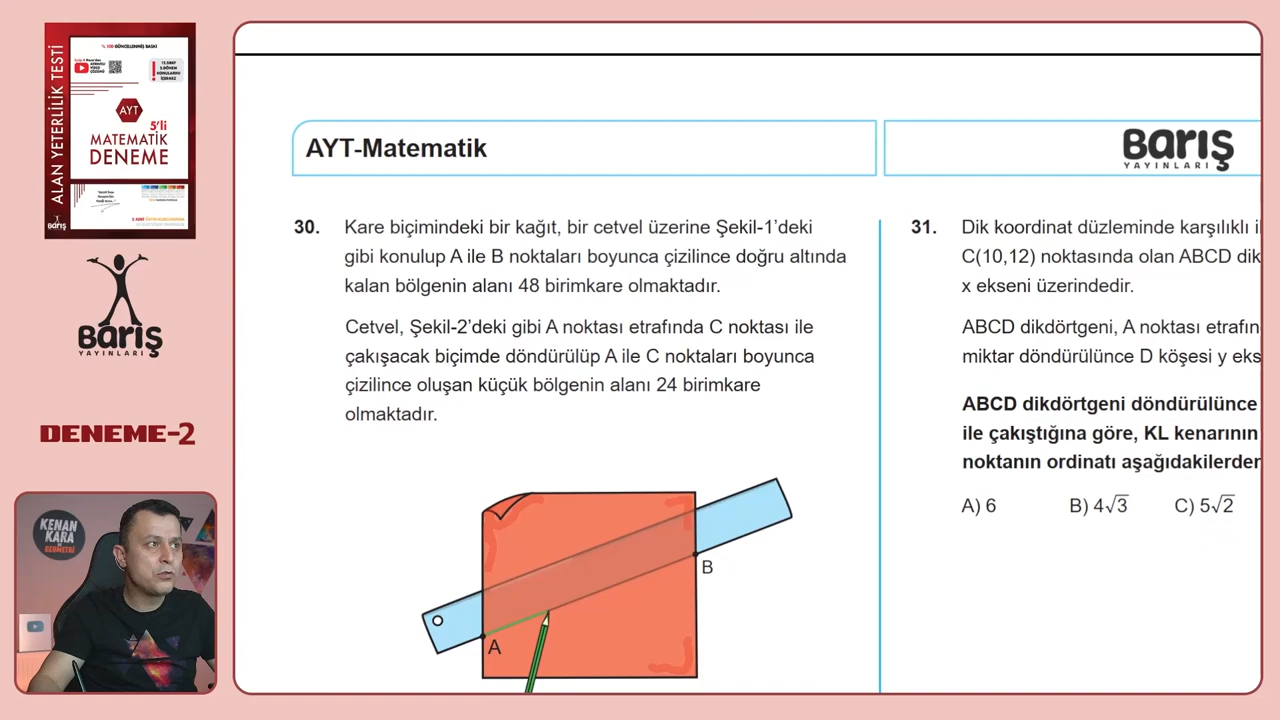 ALAN YETERLİLİK TESTİ
% 100 GÜNCELLENMİŞ BASKI
AYT
5'li
MATEMATİK
DENEME
BARIŞ
YAYINLARI
DENEME-2
KENAN
KARA
ile
GEOMETRİ
AYT-Matematik
BARIŞ
YAYINLARI
30. Kare biçimindeki bir kağıt, bir cetvel üzerine Şekil-1'deki
gibi konulup A ile B noktaları boyunca çizilince doğru altında
kalan bölgenin alanı 48 birimkare olmaktadır.
Cetvel, Şekil-2'deki gibi A noktası etrafında C noktası ile
çakışacak biçimde döndürülüp A ile C noktaları boyunca
çizilince oluşan küçük bölgenin alanı 24 birimkare
olmaktadır.
A
B
31. Dik koordinat düzleminde karşılıklı
C(10,12) noktasında olan ABCD dik
x ekseni üzerindedir.
ABCD dikdörtgeni, A noktası etrafın
miktar döndürülünce D köşesi y eks
ABCD dikdörtgeni döndürülünce
ile çakıştığına göre, KL kenarının
noktanın ordinatı aşağıdakilerden
A) 6 B) 4√3 C) 5√2